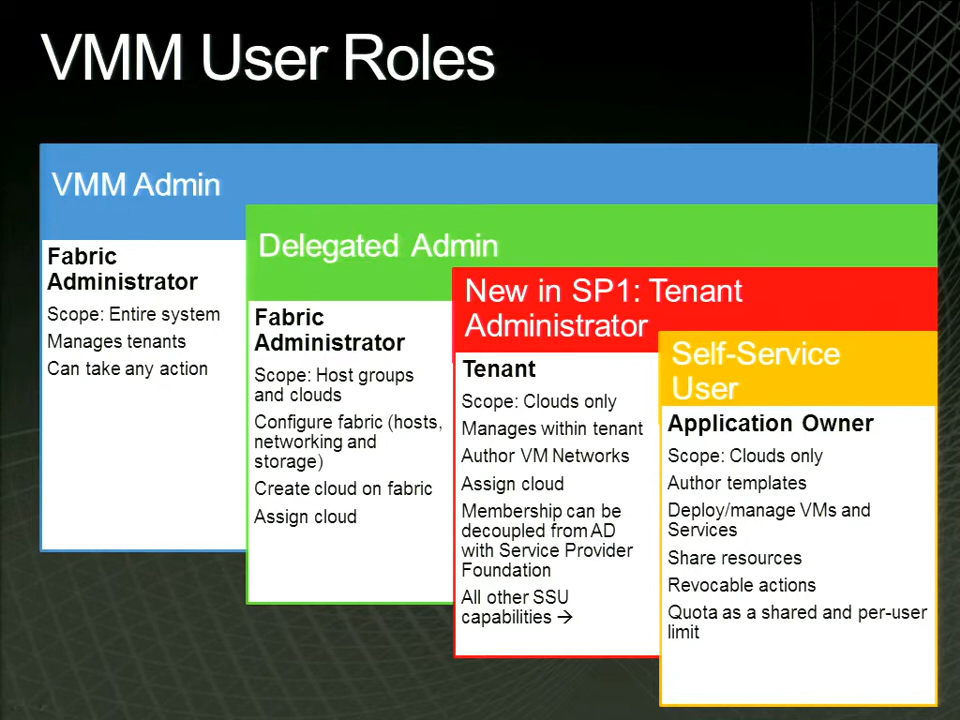 VMM User Roles
VMM Admin
Fabric
Administrator
Scope: Entire system
Manages tenants
Can take any action
Delegated Admin
Fabric
Administrator
Scope: Host groups
and clouds
Configure fabric (hosts,
networking and
storage)
Create cloud on fabric
Assign cloud
New in SP1: Tenant
Administrator
Tenant
Scope: Clouds only
Manages within tenant
Author VM Networks
Assign cloud
Membership can be
decoupled from AD
with Service Provider
Foundation
All other SSU
capabilities →
Self-Service
User
Application Owner
Scope: Clouds only
Author templates
Deploy/manage VMs and
Services
Share resources
Revocable actions
Quota as a shared and per-user
limit